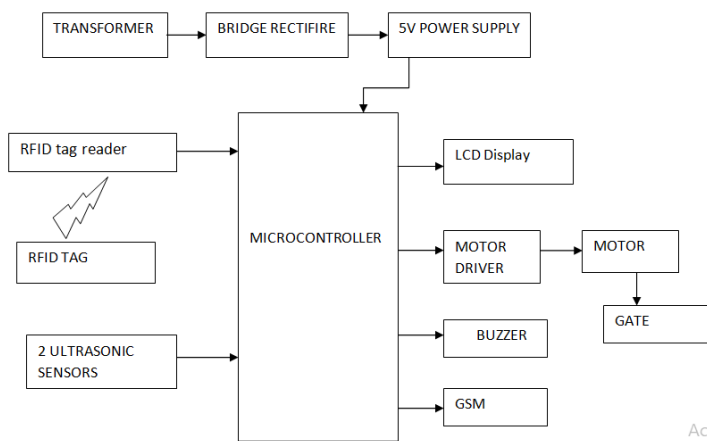 TRANSFORMER
BRIDGE RECTIFIRE
5V POWER SUPPLY
RFID tag reader
LCD Display
MICROCONTROLLER
RFID TAG
MOTOR
DRIVER
MOTOR
GATE
2 ULTRASONIC
SENSORS
BUZZER
GSM
Ac